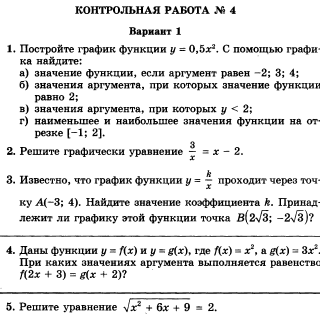 КОНТРОЛЬНАЯ РАБОТА № 4
Вариант 1
1. Постройте график функции y = 0,5x². С помощью графи-
ка найдите:
а) значение функции, если аргумент равен −2; 3; 4;
б) значения аргумента, при которых значение функции
равно 2;
в) значения аргумента, при которых y < 2;
г) наименьшее и наибольшее значения функции на от-
резке [−1; 2].
2. Решите графически уравнение 3/x = x − 2.
3. Известно, что график функции y = k/x проходит через точ-
ку A(−3; 4). Найдите значение коэффициента k. Принад-
лежит ли графику этой функции точка B(2√3; −2√3)?
4. Даны функции y = f(x) и y = g(x), где f(x) = x², а g(x) = 3x².
При каких значениях аргумента выполняется равенство
f(2x + 3) = g(x + 2)?
5. Решите уравнение √(x² + 6x + 9) = 2.